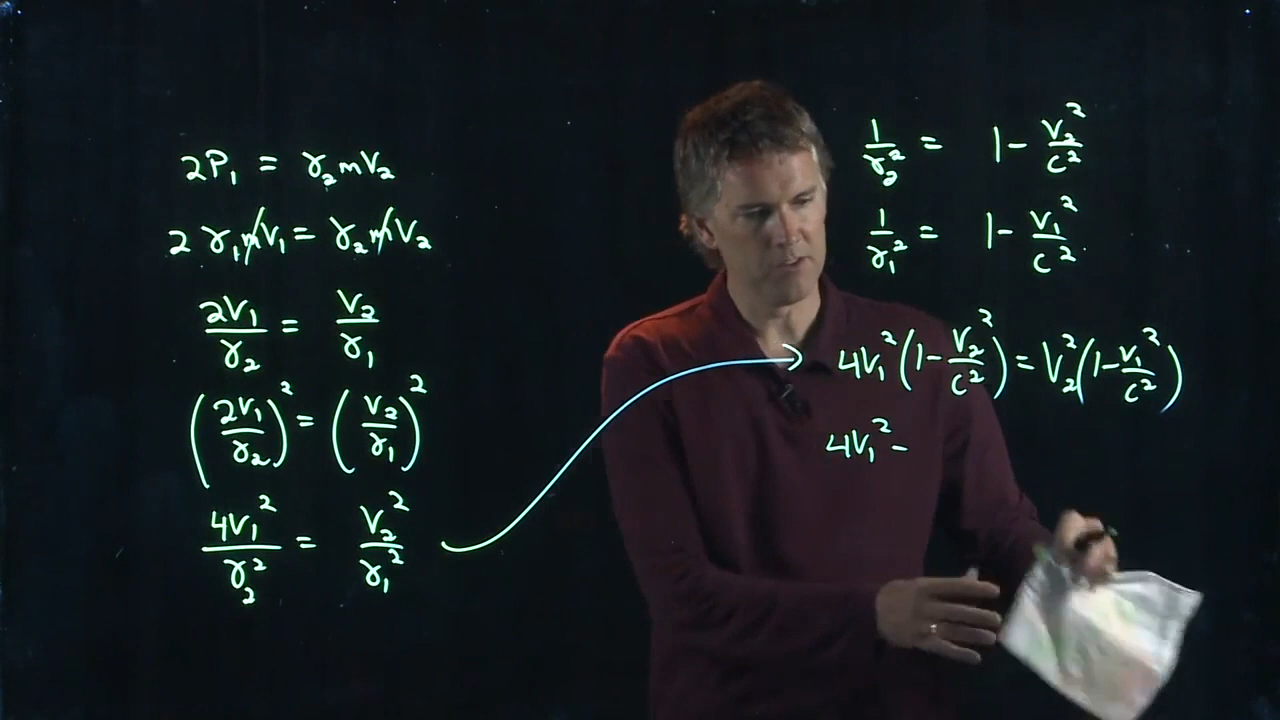 2P₁ = γ₂mV₂
2γ₁mV₁ = γ₂mV₂
2V₁/γ₂ = V₂/γ₁
(2V₁/γ₂)² = (V₂/γ₁)²
4V₁²/γ₂² = V₂²/γ₁²
1/γ₂² = 1 - V₂²/c²
1/γ₁² = 1 - V₁²/c²
4V₁²(1 - V₂²/c²) = V₂²(1 - V₁²/c²)
4V₁² -